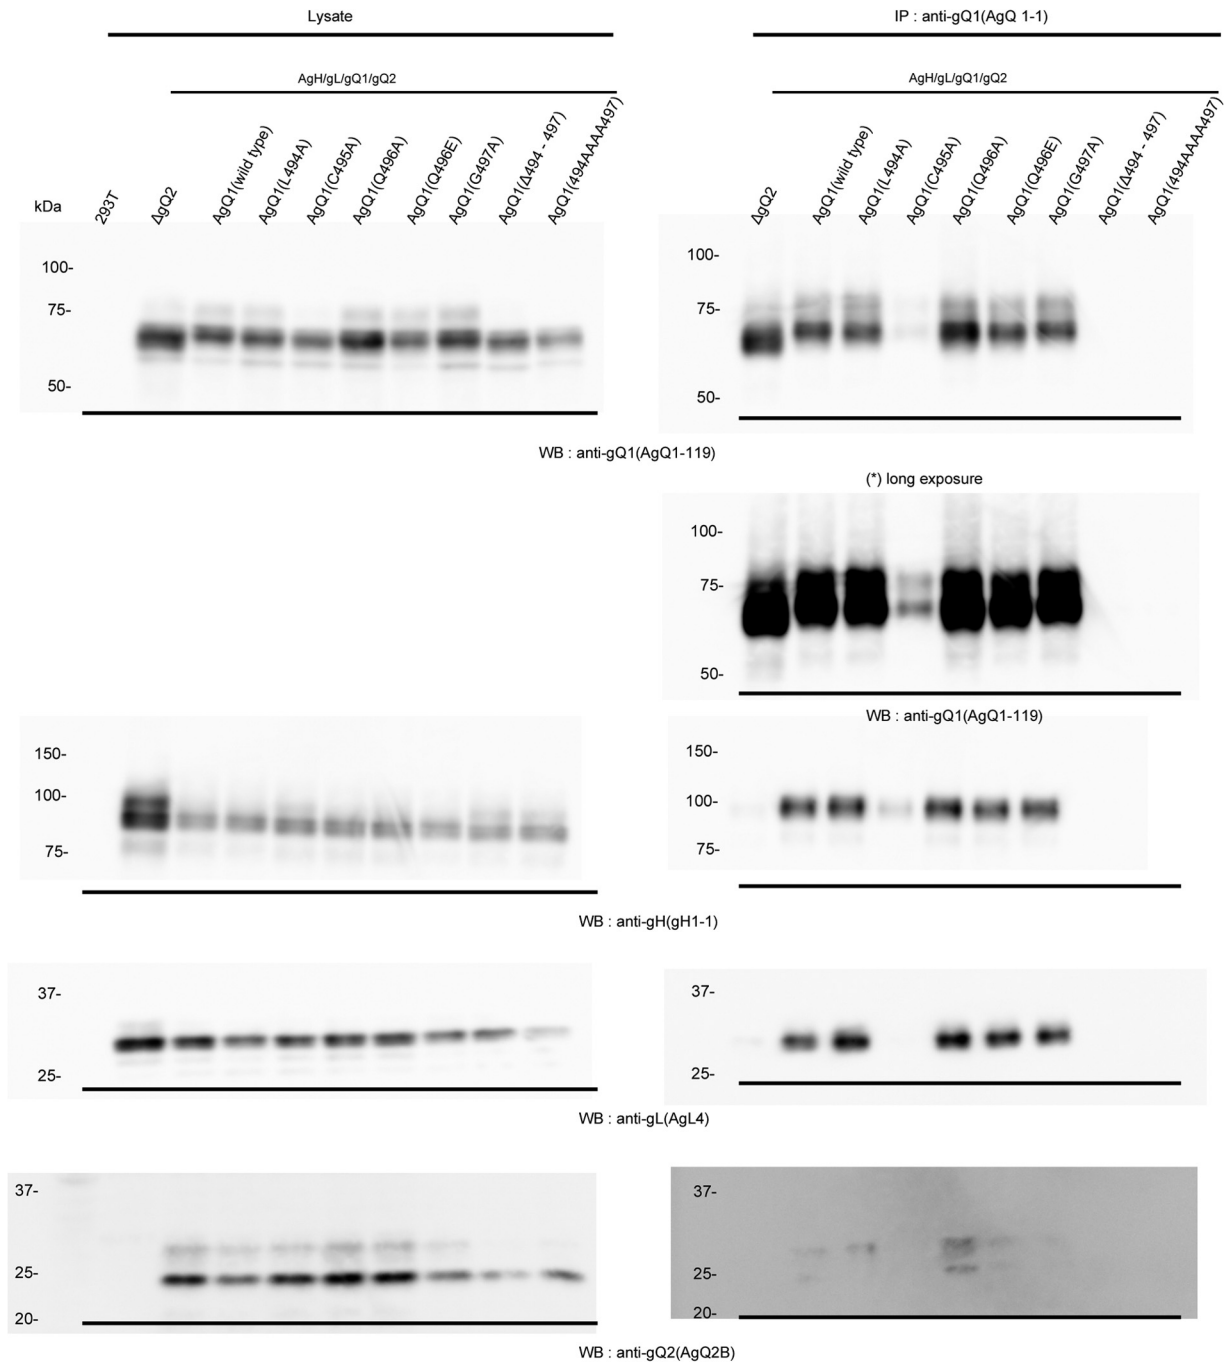 Lysate
IP : anti-gQ1(AgQ 1-1)
AgH/gL/gQ1/gQ2
AgH/gL/gQ1/gQ2
kDa
293T
ΔgQ2
AgQ1(wild type)
AgQ1(L494A)
AgQ1(C495A)
AgQ1(Q496A)
AgQ1(Q496E)
AgQ1(G497A)
AgQ1(Δ494 - 497)
AgQ1(494AAAA497)
ΔgQ2
AgQ1(wild type)
AgQ1(L494A)
AgQ1(C495A)
AgQ1(Q496A)
AgQ1(Q496E)
AgQ1(G497A)
AgQ1(Δ494 - 497)
AgQ1(494AAAA497)
100-
75-
50-
100-
75-
50-
WB : anti-gQ1(AgQ1-119)
(*) long exposure
100-
75-
50-
WB : anti-gQ1(AgQ1-119)
150-
100-
75-
150-
100-
75-
WB : anti-gH(gH1-1)
37-
25-
37-
25-
WB : anti-gL(AgL4)
37-
25-
20-
37-
25-
20-
WB : anti-gQ2(AgQ2B)